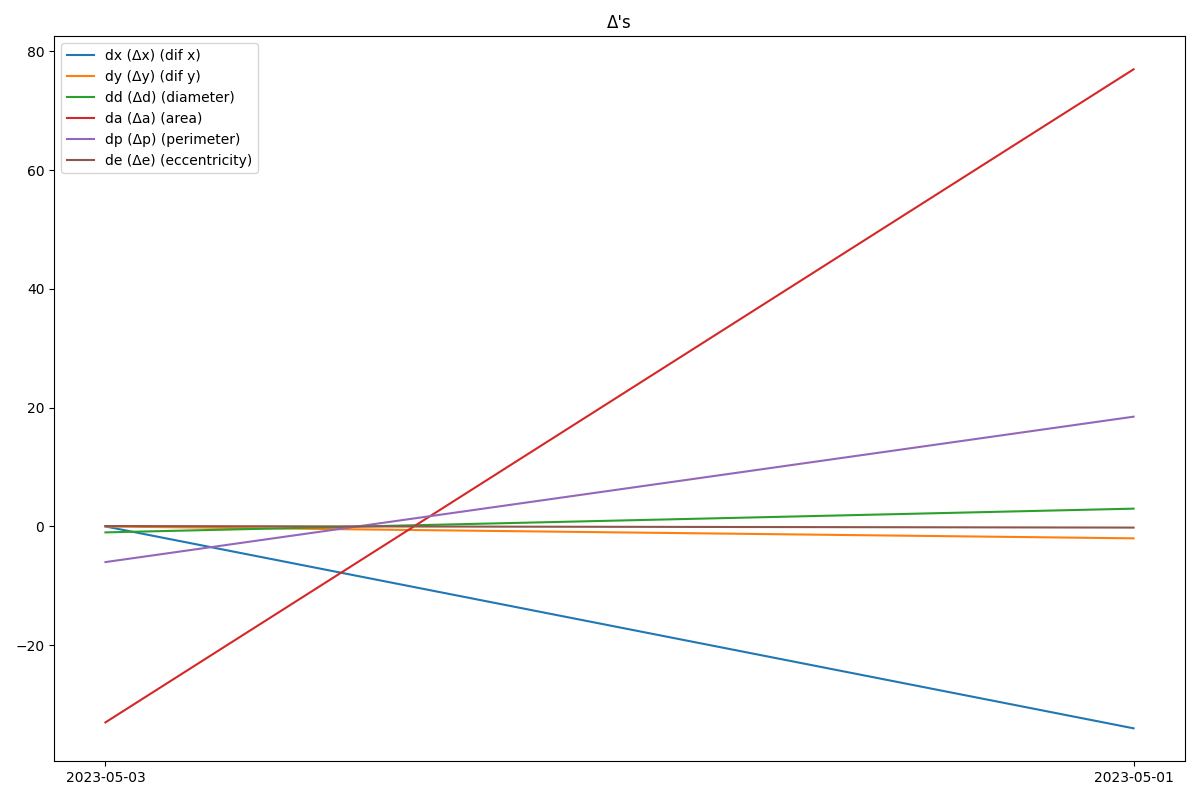 Δ's
80
60
40
20
0
−20
dx (Δx) (dif x)
dy (Δy) (dif y)
dd (Δd) (diameter)
da (Δa) (area)
dp (Δp) (perimeter)
de (Δe) (eccentricity)
2023-05-03
2023-05-01